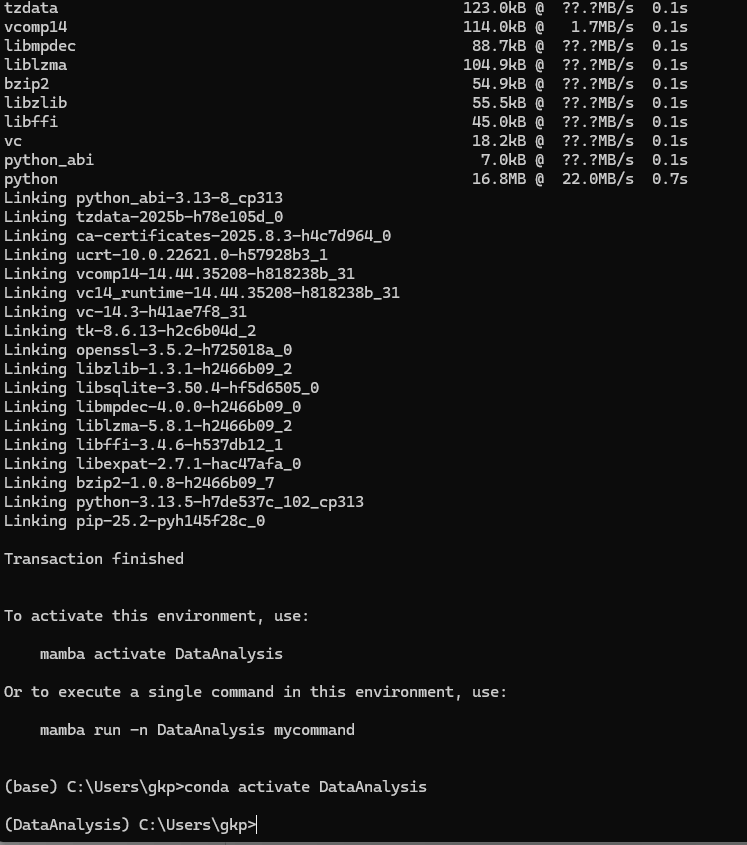 tzdata 123.0kB @ ??.?MB/s 0.1s
vcomp14 114.0kB @ 1.7MB/s 0.1s
libmpdec 88.7kB @ ??.?MB/s 0.1s
liblzma 104.9kB @ ??.?MB/s 0.1s
bzip2 54.9kB @ ??.?MB/s 0.1s
libzlib 55.5kB @ ??.?MB/s 0.1s
libffi 45.0kB @ ??.?MB/s 0.1s
vc 18.2kB @ ??.?MB/s 0.1s
python_abi 7.0kB @ ??.?MB/s 0.1s
python 16.8MB @ 22.0MB/s 0.7s
Linking python_abi-3.13-8_cp313
Linking tzdata-2025b-h78e105d_0
Linking ca-certificates-2025.8.3-h4c7d964_0
Linking ucrt-10.0.22621.0-h57928b3_1
Linking vcomp14-14.44.35208-h818238b_31
Linking vc14_runtime-14.44.35208-h818238b_31
Linking vc-14.3-h41ae7f8_31
Linking tk-8.6.13-h2c6b04d_2
Linking openssl-3.5.2-h725018a_0
Linking libzlib-1.3.1-h2466b09_2
Linking libsqlite-3.50.4-hf5d6505_0
Linking libmpdec-4.0.0-h2466b09_0
Linking liblzma-5.8.1-h2466b09_2
Linking libffi-3.4.6-h537db12_1
Linking libexpat-2.7.1-hac47afa_0
Linking bzip2-1.0.8-h2466b09_7
Linking python-3.13.5-h7de537c_102_cp313
Linking pip-25.2-pyh145f28c_0
Transaction finished
To activate this environment, use:
mamba activate DataAnalysis
Or to execute a single command in this environment, use:
mamba run -n DataAnalysis mycommand
(base) C:\Users\gkp>conda activate DataAnalysis
(DataAnalysis) C:\Users\gkp>